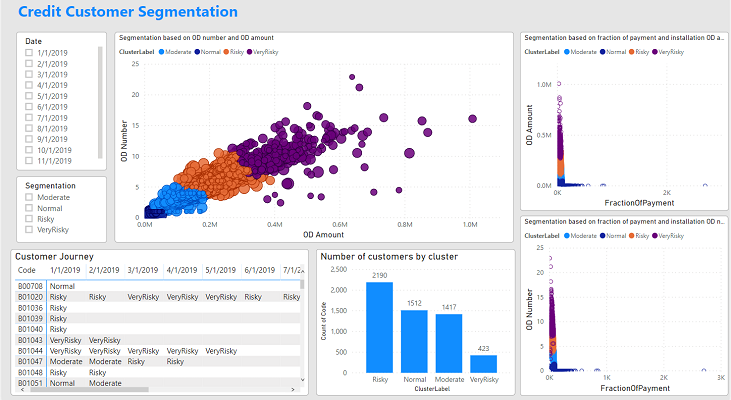 Credit Customer Segmentation
Date
1/1/2019
2/1/2019
3/1/2019
4/1/2019
5/1/2019
6/1/2019
7/1/2019
8/1/2019
9/1/2019
10/1/2019
11/1/2019
Segmentation
Moderate
Normal
Risky
VeryRisky
Segmentation based on OD number and OD amount
ClusterLabel Moderate Normal Risky VeryRisky
OD Number
25
20
15
10
5
0
0.0M 0.2M 0.4M 0.6M 0.8M 1.0M
OD Amount
Segmentation based on fraction of payment and installation OD a...
ClusterLabel Moderate Normal Risky VeryRisky
OD Amount
1.0M
0.5M
0.0M
0K 2K
FractionOfPayment
Customer Journey
Code 1/1/2019 2/1/2019 3/1/2019 4/1/2019 5/1/2019 6/1/2019 7/1/2
B00708 Normal
B01020 Risky Risky VeryRisky VeryRisky VeryRisky Risky Risky
B01036 Risky
B01039 Risky
B01040 Risky
B01043 VeryRisky VeryRisky
B01044 VeryRisky VeryRisky VeryRisky VeryRisky VeryRisky
B01047 Moderate Moderate Risky Risky
B01048 Risky Risky
B01051 Normal Moderate
Number of customers by cluster
Count of Code
2,500
2,000
1,500
1,000
500
0
2190
1512
1417
423
Risky Normal Moderate VeryRisky
ClusterLabel
Segmentation based on fraction of payment and installation OD n...
ClusterLabel Moderate Normal Risky VeryRisky
OD Number
25
20
15
10
5
0
0K 1K 2K 3K
FractionOfPayment